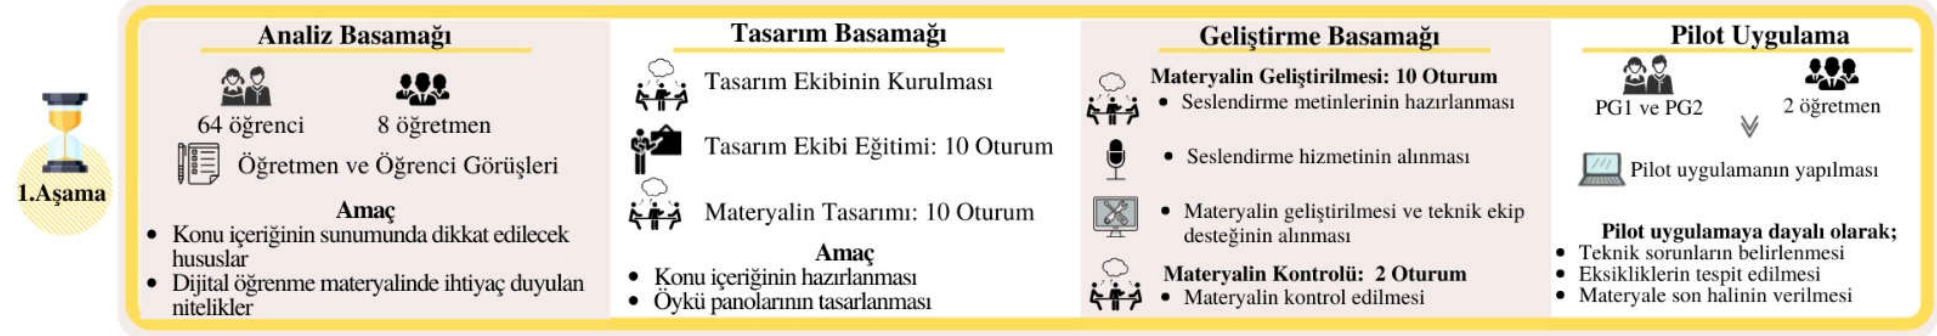 1.Aşama
Analiz Basamağı
64 öğrenci
8 öğretmen
Öğretmen ve Öğrenci Görüşleri
Amaç
• Konu içeriğinin sunumunda dikkat edilecek
hususlar
• Dijital öğrenme materyalinde ihtiyaç duyulan
nitelikler
Tasarım Basamağı
Tasarım Ekibinin Kurulması
Tasarım Ekibi Eğitimi: 10 Oturum
Materyalin Tasarımı: 10 Oturum
Amaç
• Konu içeriğinin hazırlanması
• Öykü panolarının tasarlanması
Geliştirme Basamağı
Materyalin Geliştirilmesi: 10 Oturum
• Seslendirme metinlerinin hazırlanması
• Seslendirme hizmetinin alınması
• Materyalin geliştirilmesi ve teknik ekip
desteğinin alınması
Materyalin Kontrolü: 2 Oturum
• Materyalin kontrol edilmesi
Pilot Uygulama
PG1 ve PG2
2 öğretmen
Pilot uygulamanın yapılması
Pilot uygulamaya dayalı olarak;
• Teknik sorunların belirlenmesi
• Eksikliklerin tespit edilmesi
• Materyale son halinin verilmesi